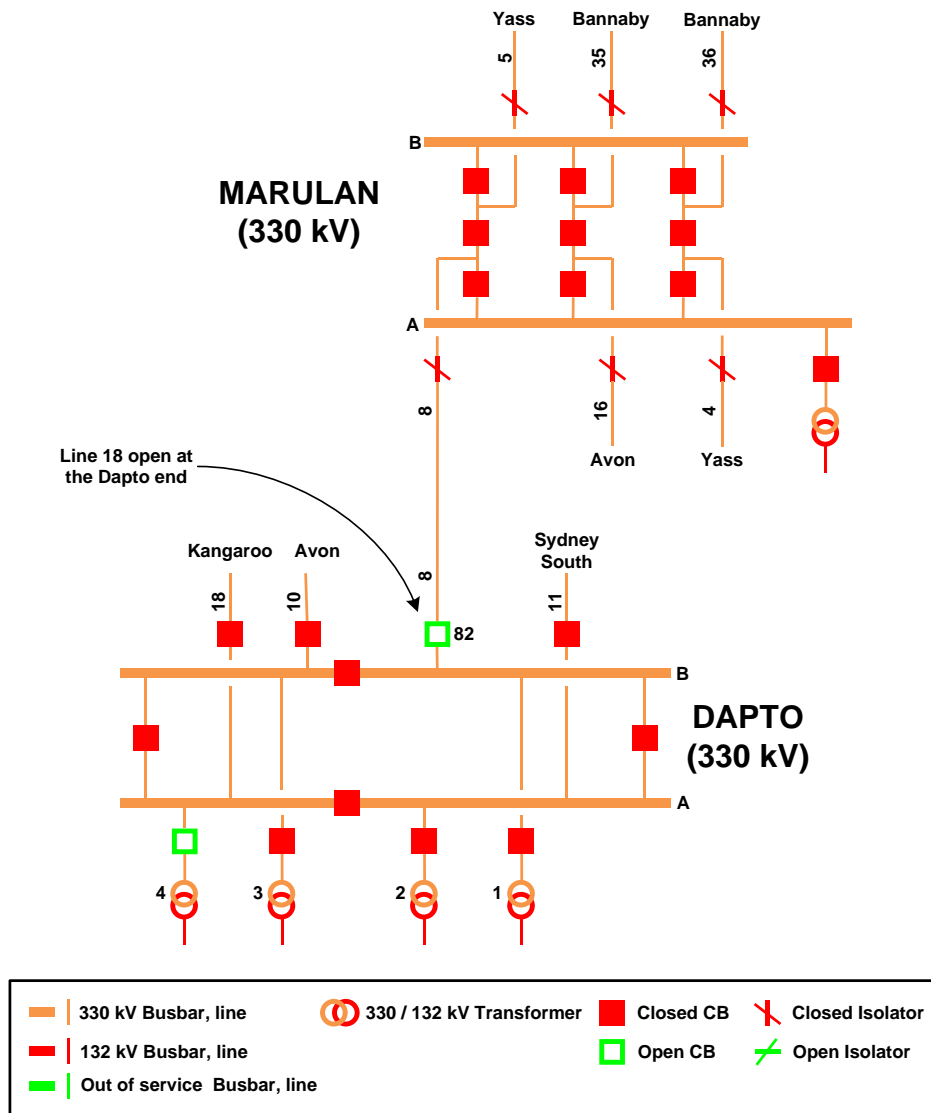 Yass
Bannaby
Bannaby
5
35
36
B
MARULAN
(330 kV)
A
8
16
4
Line 18 open at
the Dapto end
Avon
Yass
Kangaroo
Avon
Sydney
South
8
18
10
11
82
B
DAPTO
(330 kV)
A
4
3
2
1
330 kV Busbar, line
330 / 132 kV Transformer
Closed CB
Closed Isolator
132 kV Busbar, line
Open CB
Open Isolator
Out of service Busbar, line